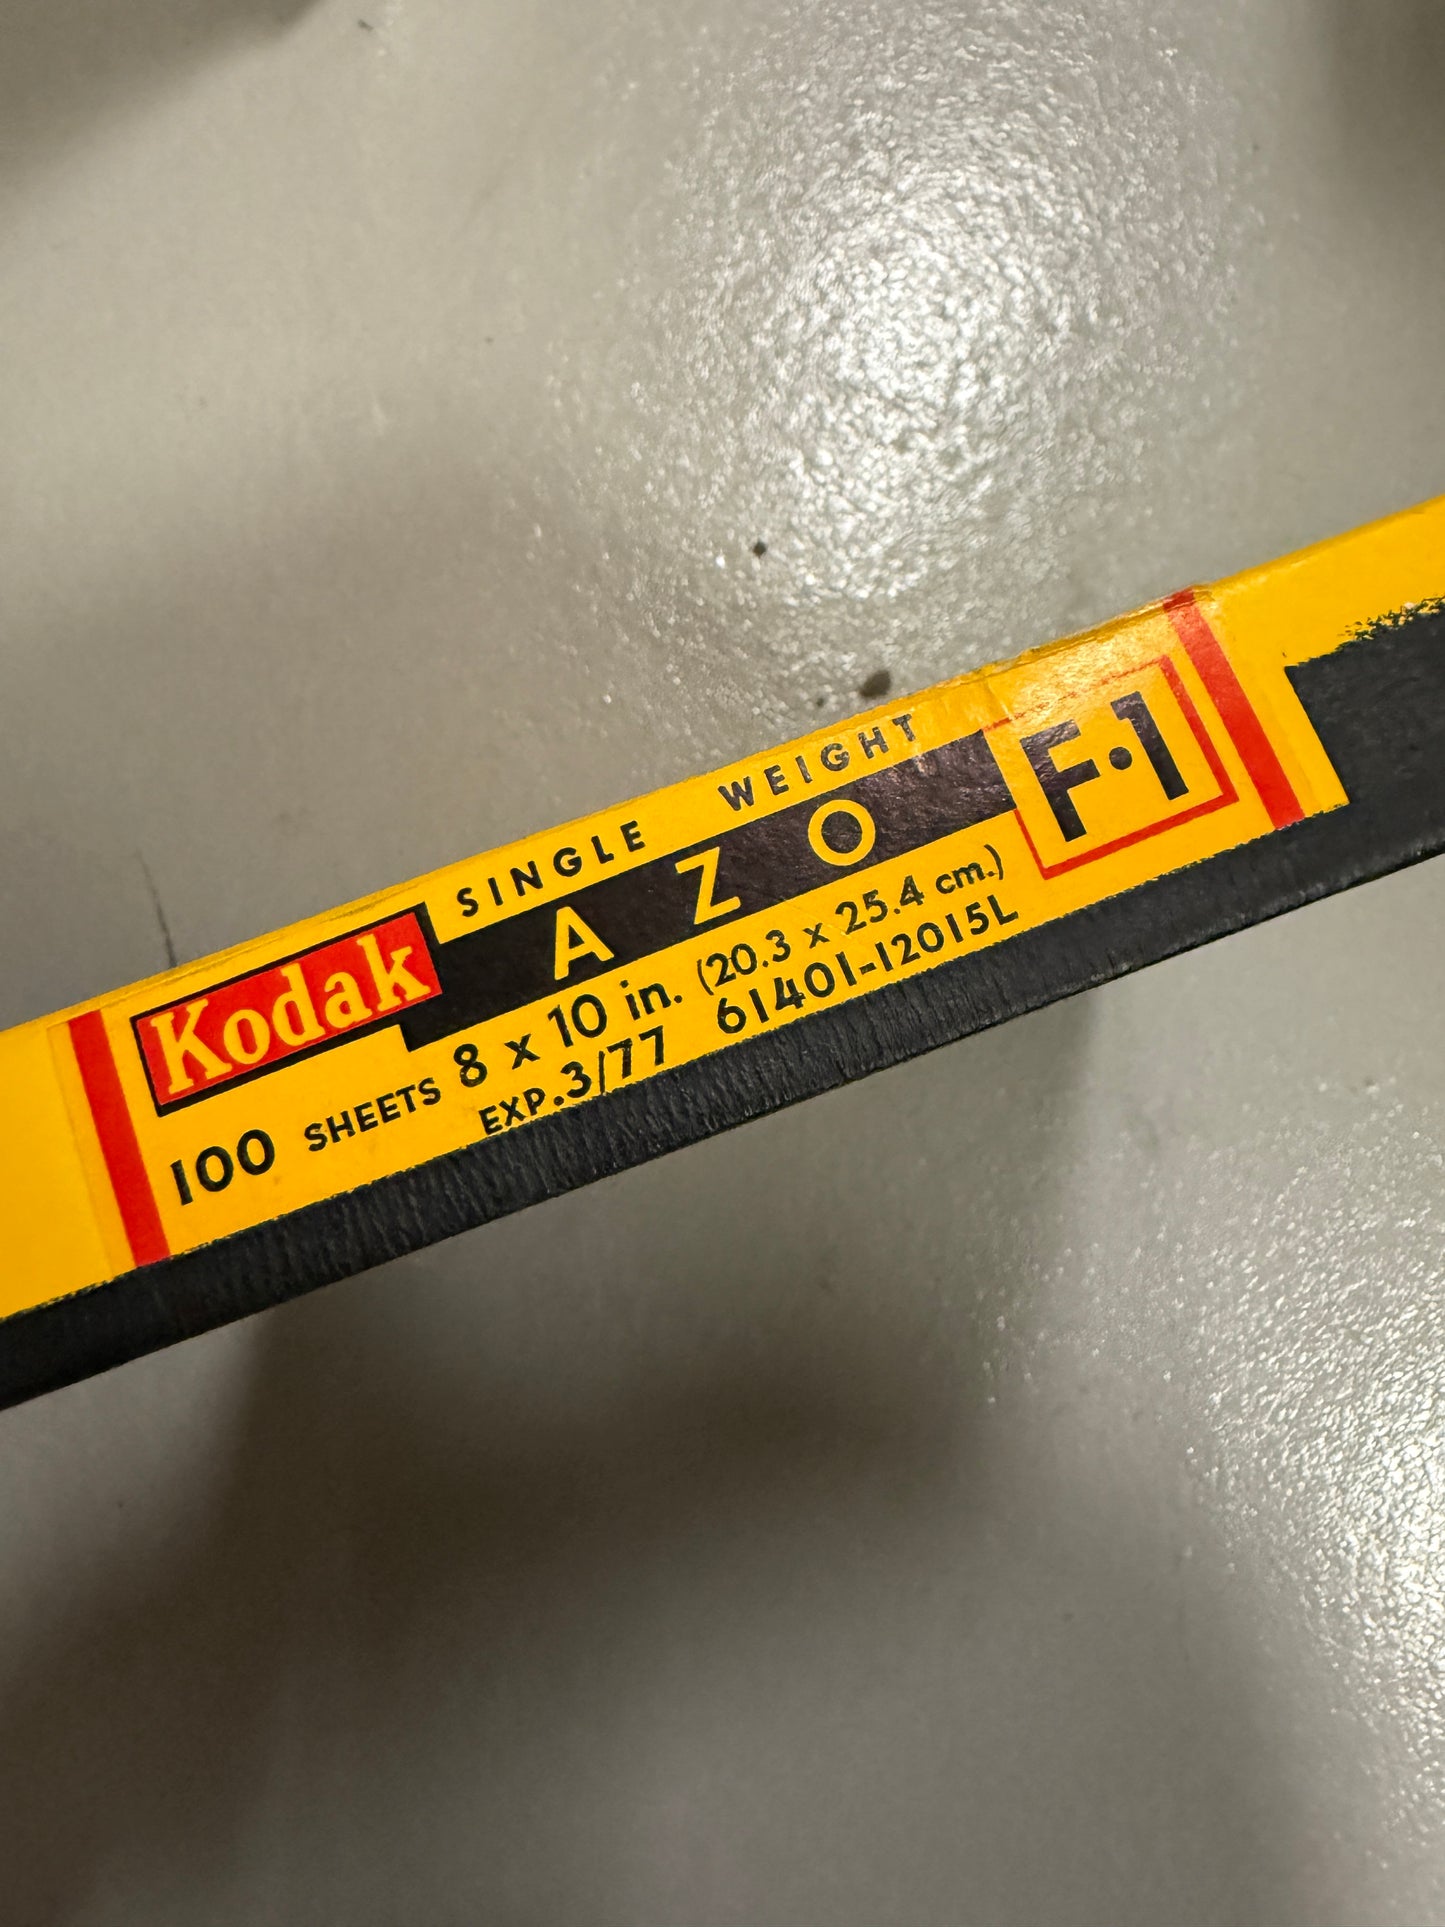 SINGLE WEIGHT
Kodak AZO F•1
100 SHEETS 8 x 10 in. (20.3 x 25.4 cm.)
EXP.3/77 61401-12015L